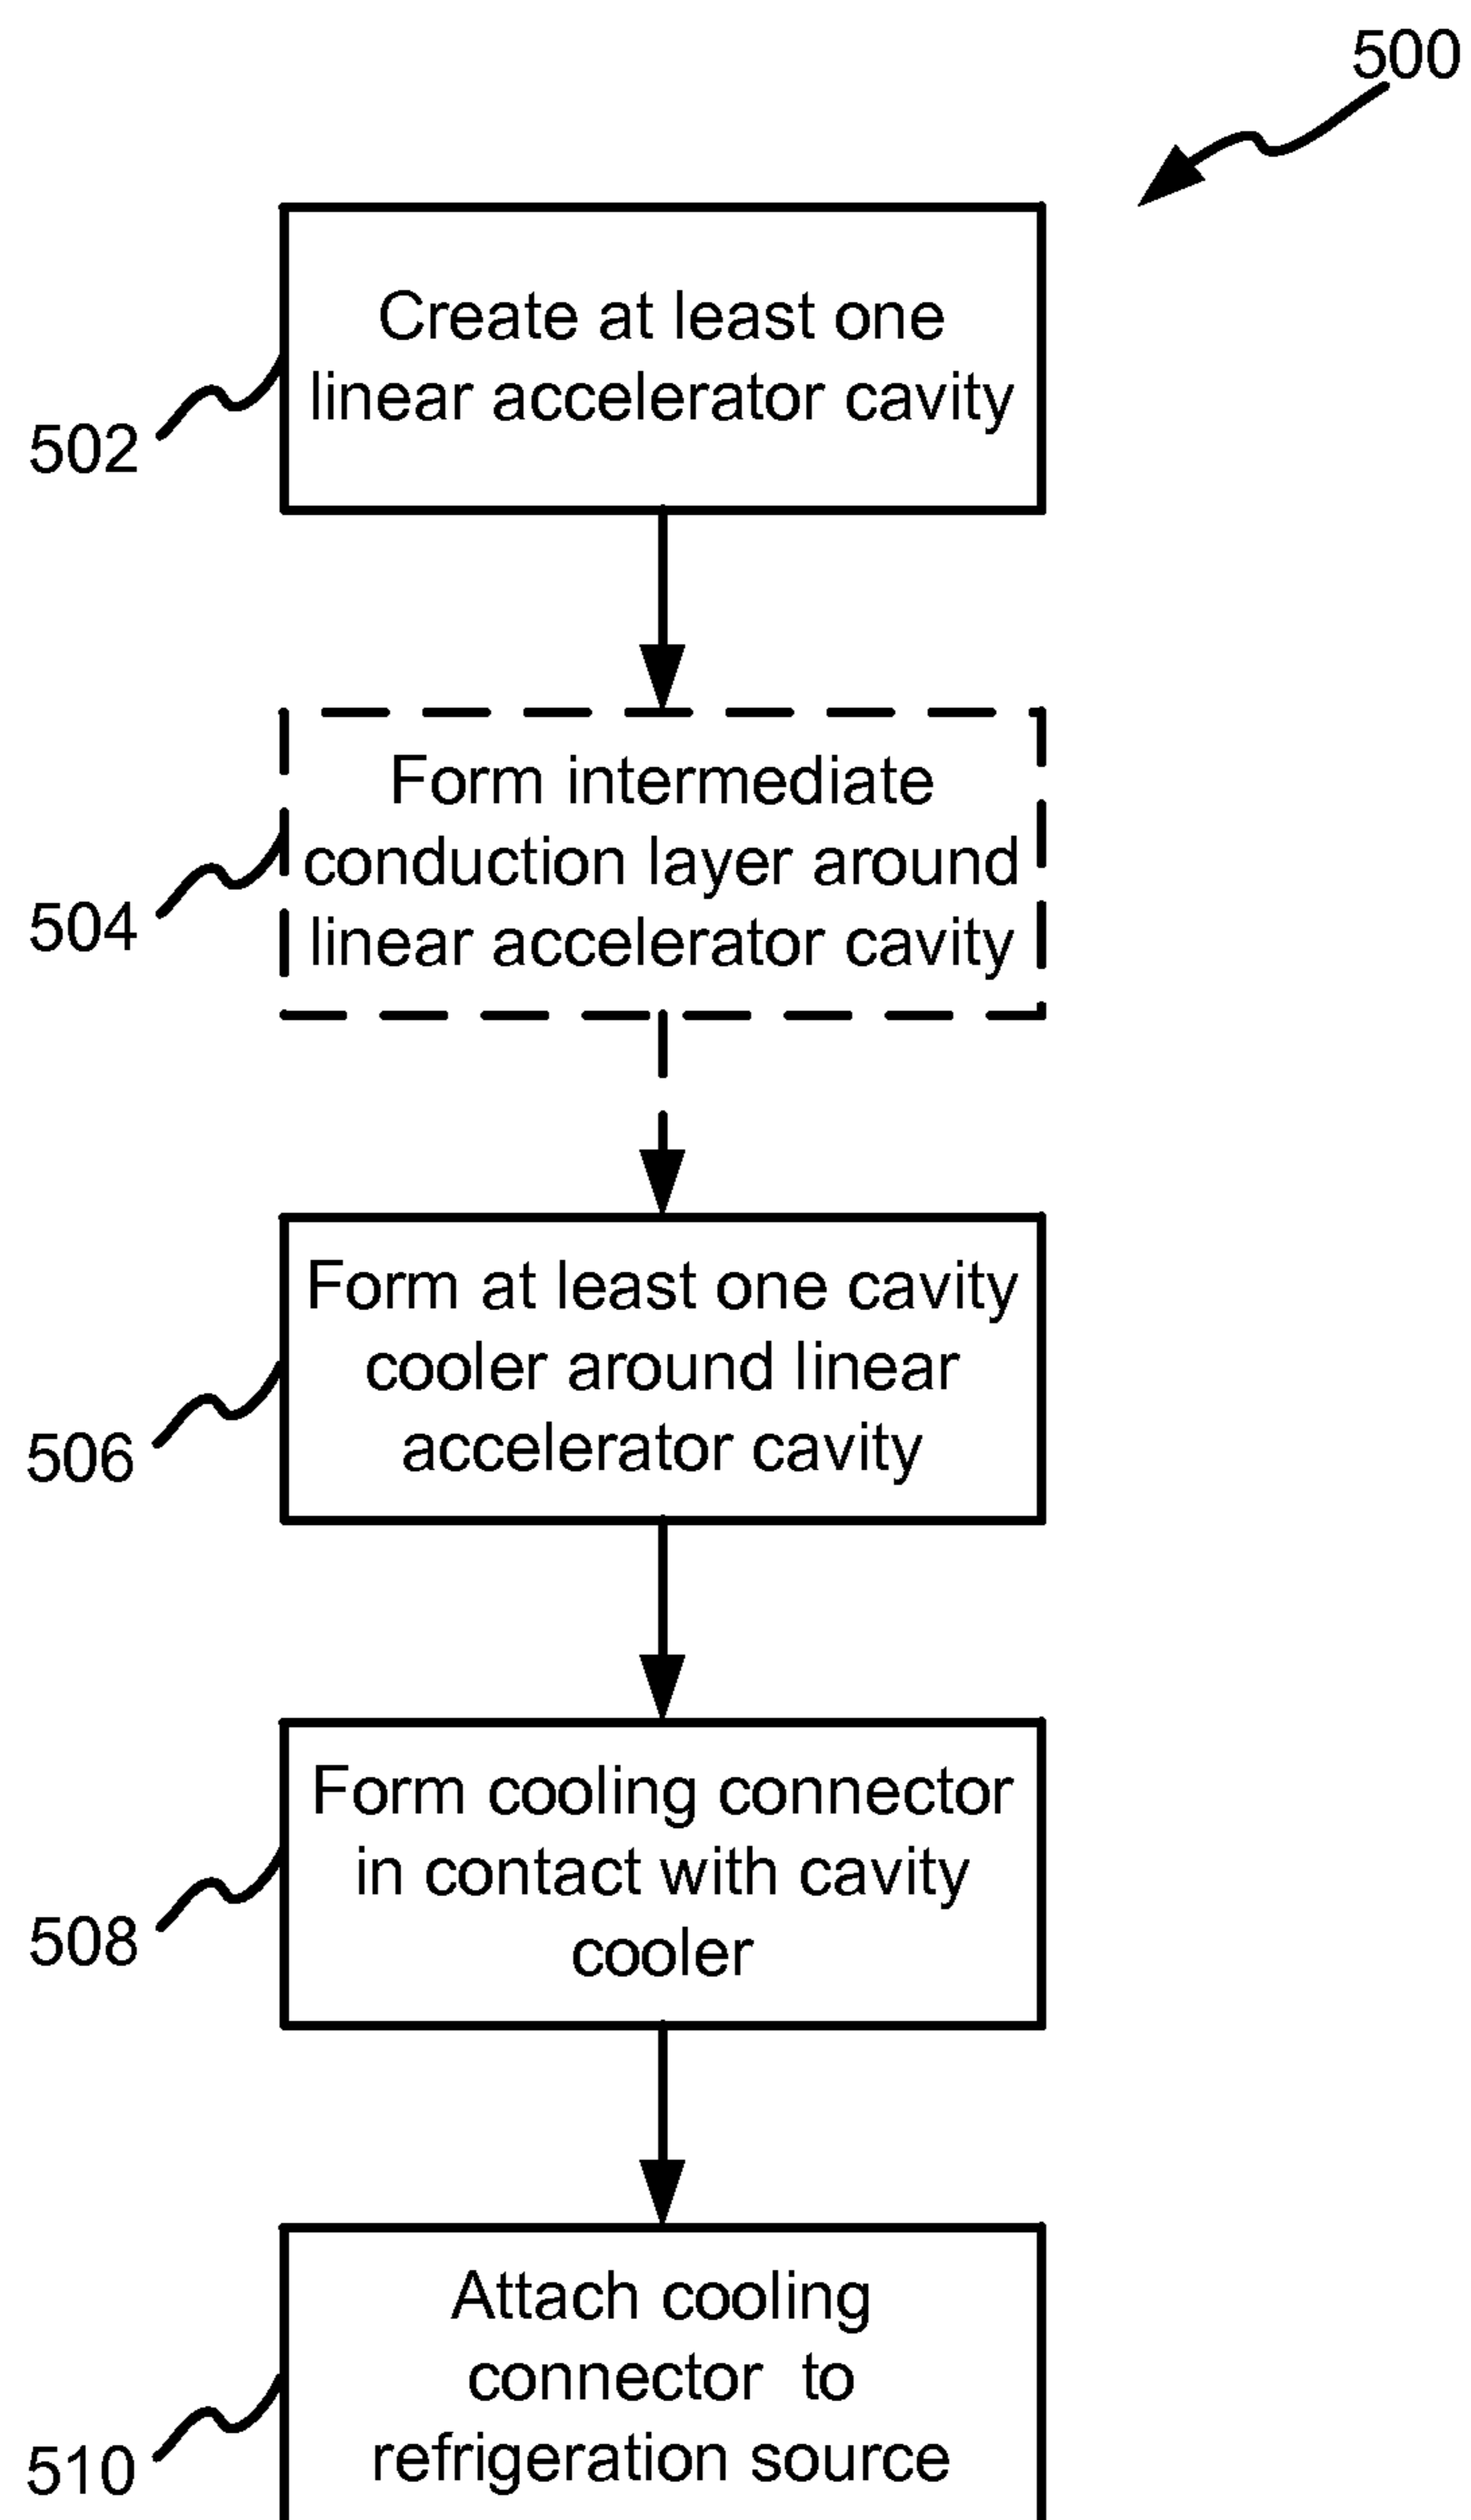 500
Create at least one
linear accelerator cavity
502
Form intermediate
conduction layer around
linear accelerator cavity
504
Form at least one cavity
cooler around linear
accelerator cavity
506
Form cooling connector
in contact with cavity
cooler
508
Attach cooling
connector to
refrigeration source
510